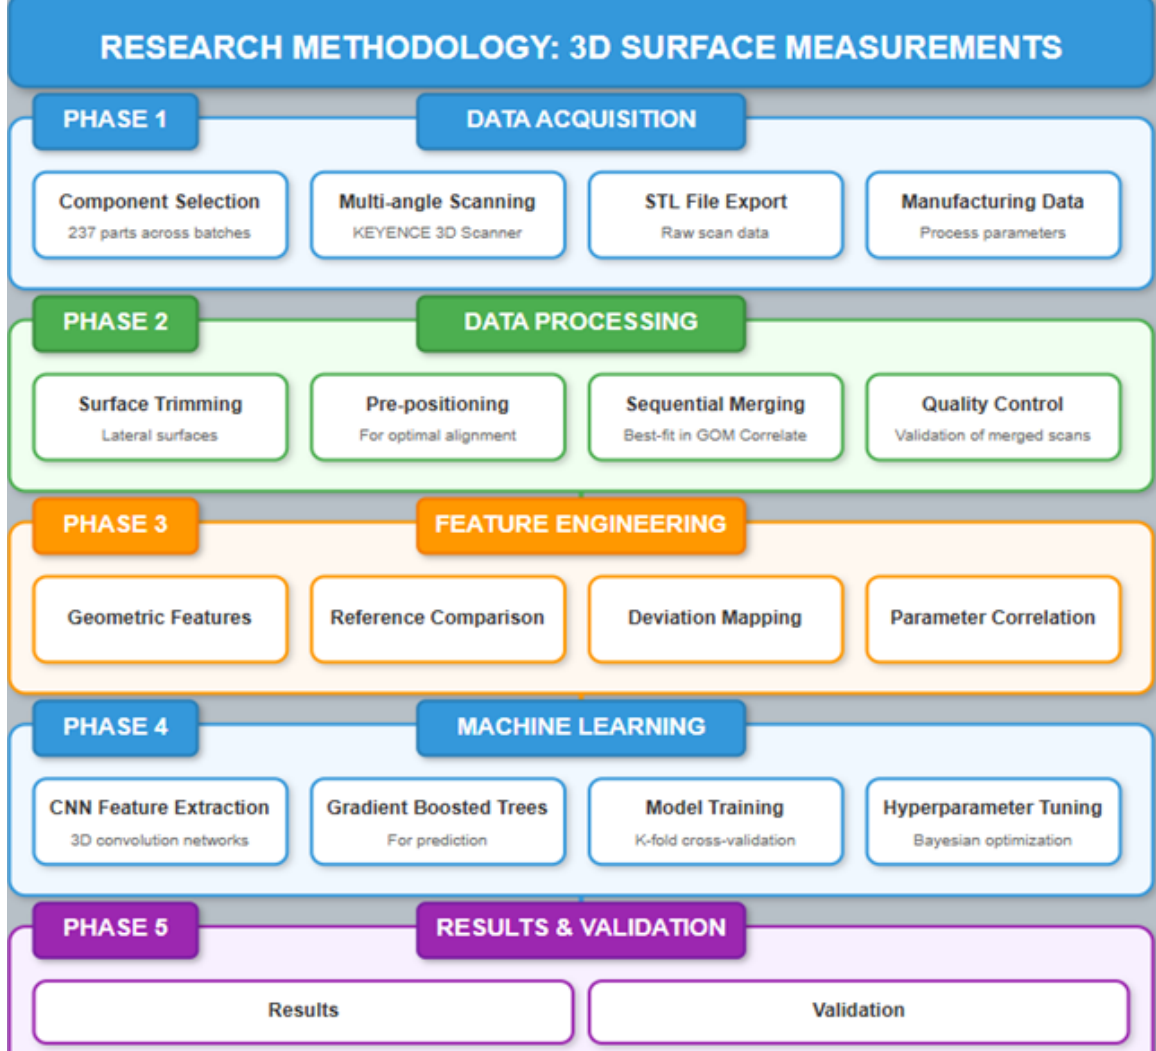 RESEARCH METHODOLOGY: 3D SURFACE MEASUREMENTS
PHASE 1
DATA ACQUISITION
Component Selection
237 parts across batches
Multi-angle Scanning
KEYENCE 3D Scanner
STL File Export
Raw scan data
Manufacturing Data
Process parameters
PHASE 2
DATA PROCESSING
Surface Trimming
Lateral surfaces
Pre-positioning
For optimal alignment
Sequential Merging
Best-fit in GOM Correlate
Quality Control
Validation of merged scans
PHASE 3
FEATURE ENGINEERING
Geometric Features
Reference Comparison
Deviation Mapping
Parameter Correlation
PHASE 4
MACHINE LEARNING
CNN Feature Extraction
3D convolution networks
Gradient Boosted Trees
For prediction
Model Training
K-fold cross-validation
Hyperparameter Tuning
Bayesian optimization
PHASE 5
RESULTS & VALIDATION
Results
Validation